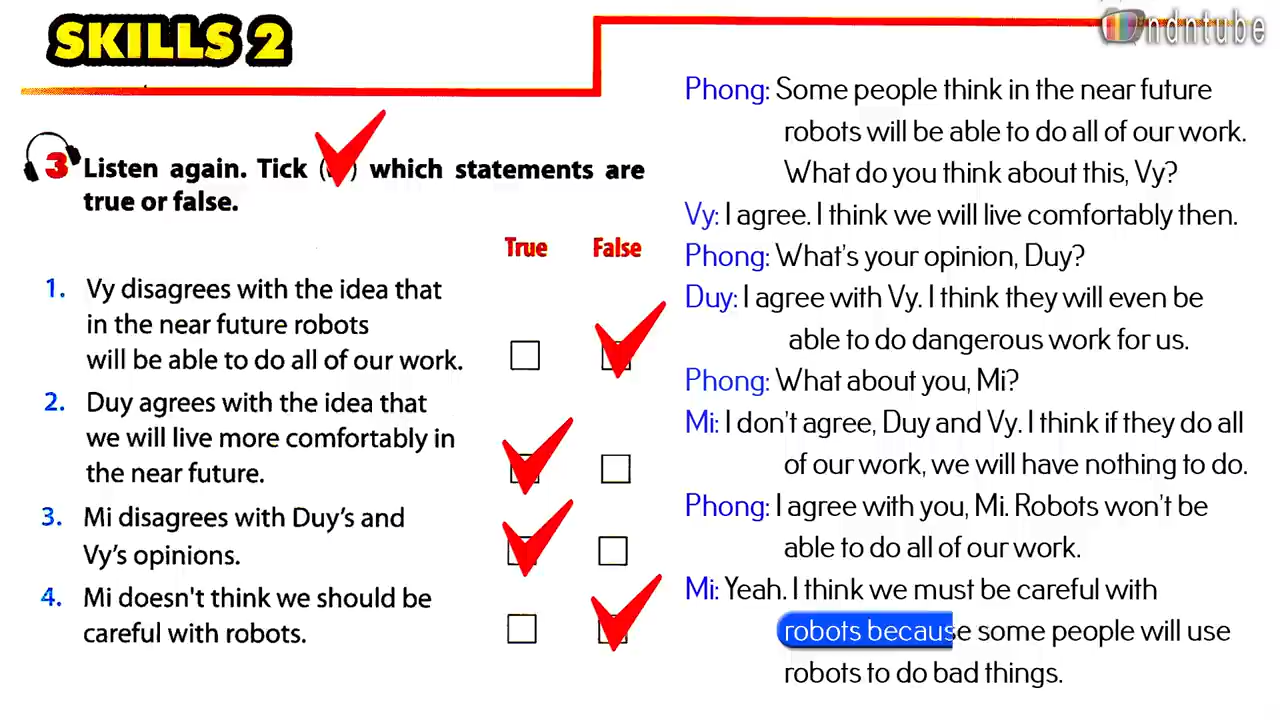 SKILLS 2
ndntube
3 Listen again. Tick ( ) which statements are
true or false.
True False
1. Vy disagrees with the idea that
in the near future robots
will be able to do all of our work.
2. Duy agrees with the idea that
we will live more comfortably in
the near future.
3. Mi disagrees with Duy's and
Vy's opinions.
4. Mi doesn't think we should be
careful with robots.
Phong: Some people think in the near future
robots will be able to do all of our work.
What do you think about this, Vy?
Vy: I agree. I think we will live comfortably then.
Phong: What's your opinion, Duy?
Duy: I agree with Vy. I think they will even be
able to do dangerous work for us.
Phong: What about you, Mi?
Mi: I don't agree, Duy and Vy. I think if they do all
of our work, we will have nothing to do.
Phong: I agree with you, Mi. Robots won't be
able to do all of our work.
Mi: Yeah. I think we must be careful with
robots because some people will use
robots to do bad things.